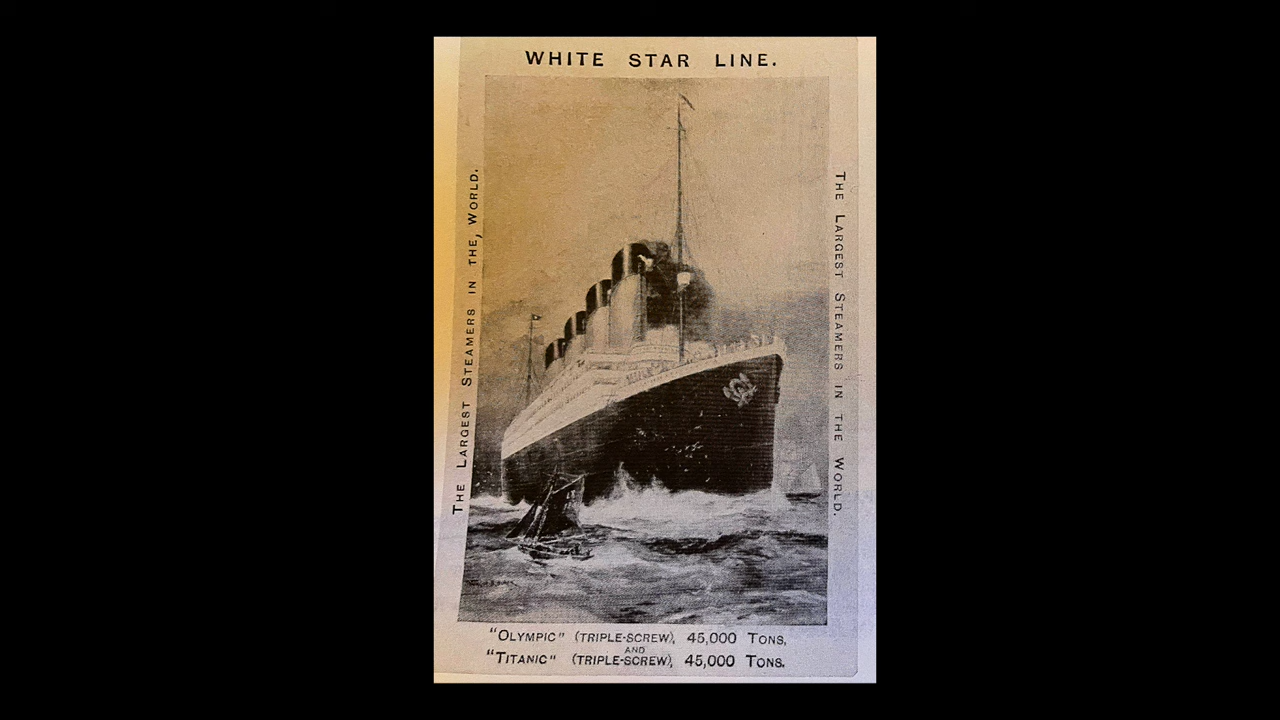 WHITE STAR LINE.
THE LARGEST STEAMERS IN THE, WORLD.
THE LARGEST STEAMERS IN THE WORLD.
"OLYMPIC" (TRIPLE-SCREW), 45,000 TONS,
AND
"TITANIC" (TRIPLE-SCREW), 45,000 TONS.